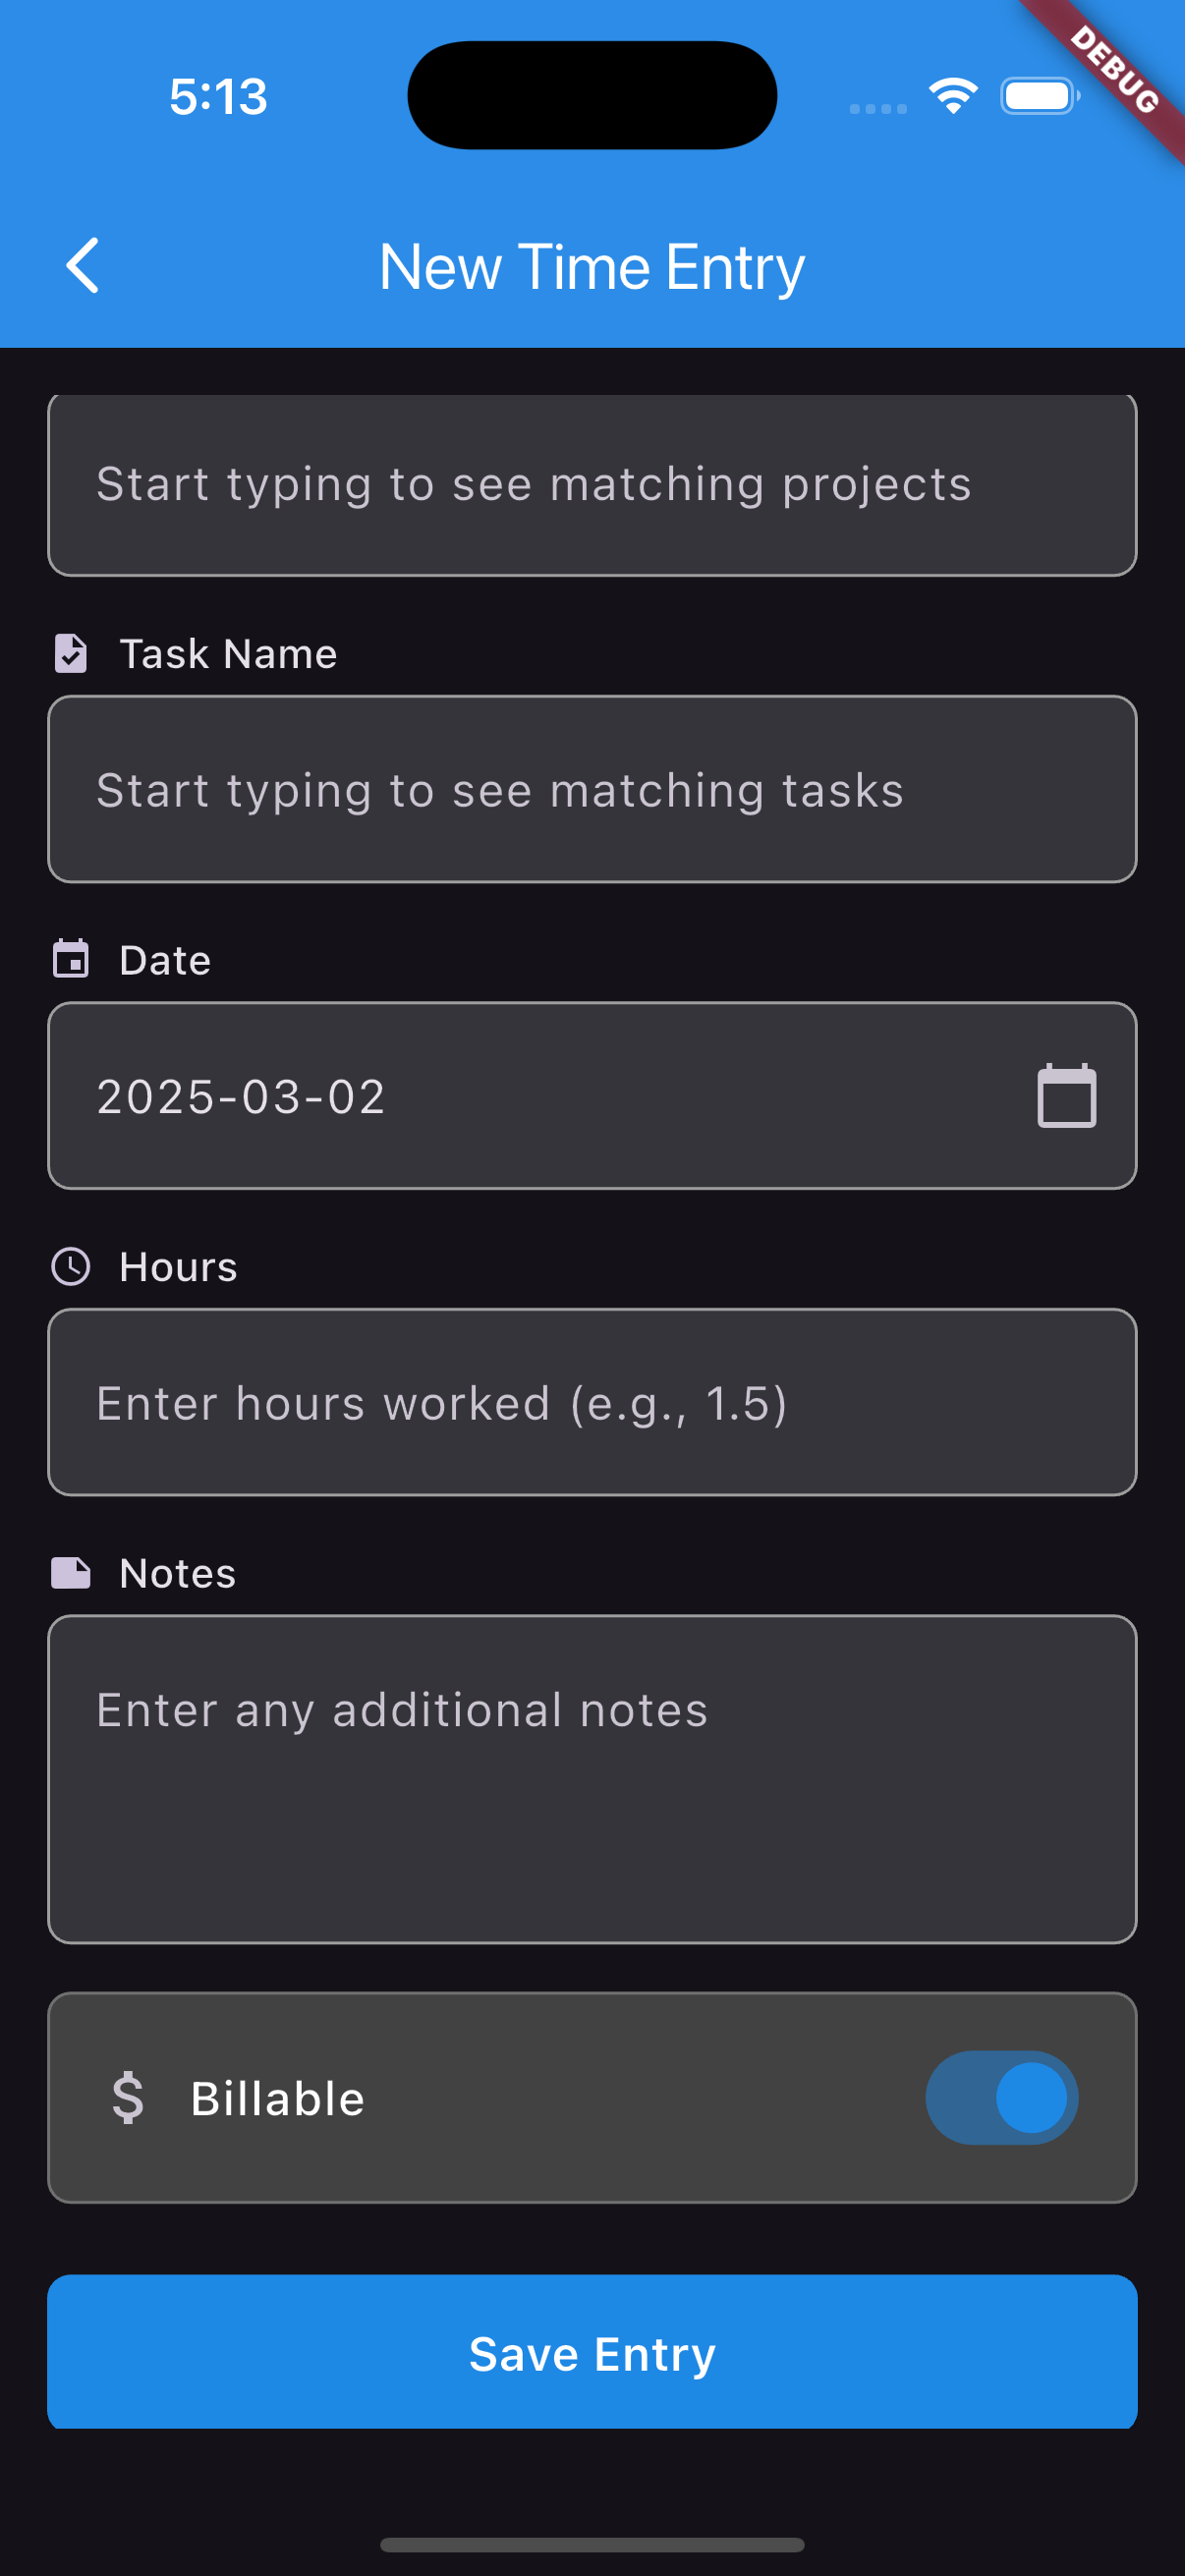 5:13
DEBUG
New Time Entry
Start typing to see matching projects
Task Name
Start typing to see matching tasks
Date
2025-03-02
Hours
Enter hours worked (e.g., 1.5)
Notes
Enter any additional notes
$ Billable
Save Entry